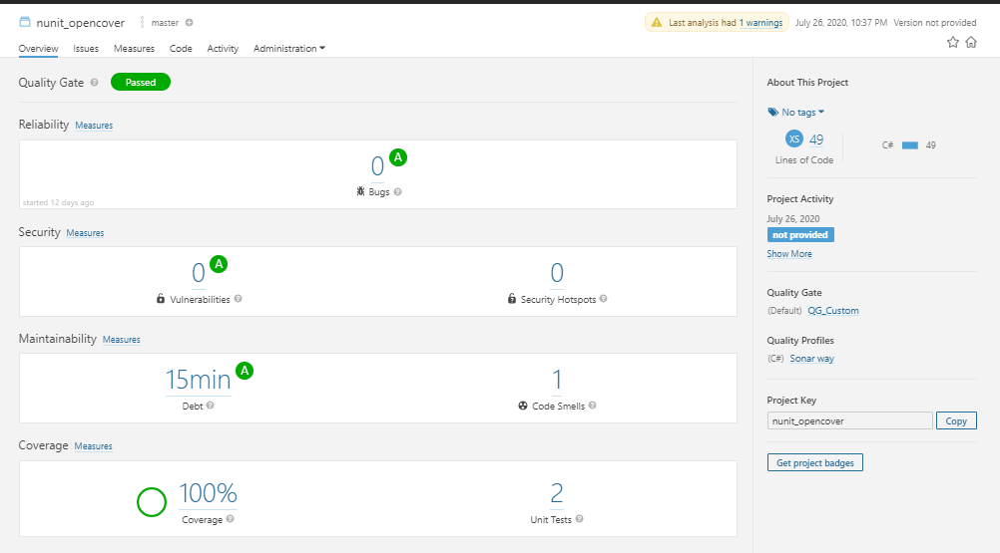 nunit_opencover master Last analysis had 1 warnings July 26, 2020, 10:37 PM Version not provided
Overview Issues Measures Code Activity Administration
Quality Gate Passed
Reliability Measures
0 A
Bugs
started 12 days ago
Security Measures
0 A 0
Vulnerabilities Security Hotspots
Maintainability Measures
15min A 1
Debt Code Smells
Coverage Measures
100% 2
Coverage Unit Tests
About This Project
No tags
XS 49 C# 49
Lines of Code
Project Activity
July 26, 2020
not provided
Show More
Quality Gate
(Default) QG_Custom
Quality Profiles
(C#) Sonar way
Project Key
nunit_opencover Copy
Get project badges